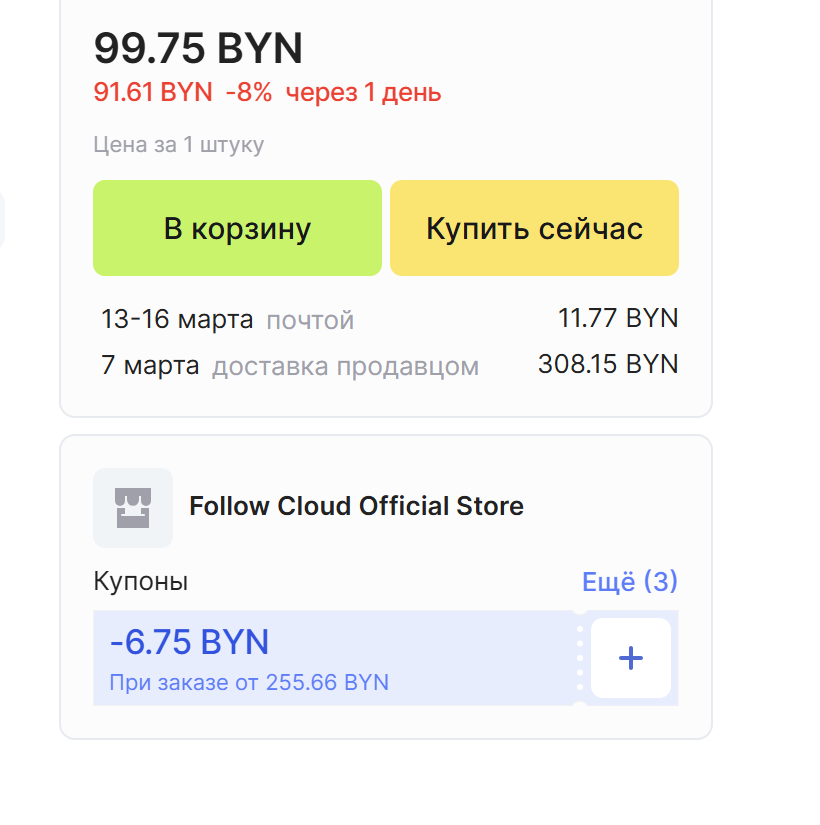 99.75 BYN
91.61 BYN -8% через 1 день
Цена за 1 штуку
В корзину Купить сейчас
13-16 марта почтой 11.77 BYN
7 марта доставка продавцом 308.15 BYN
Follow Cloud Official Store
Купоны Ещё (3)
-6.75 BYN
При заказе от 255.66 BYN